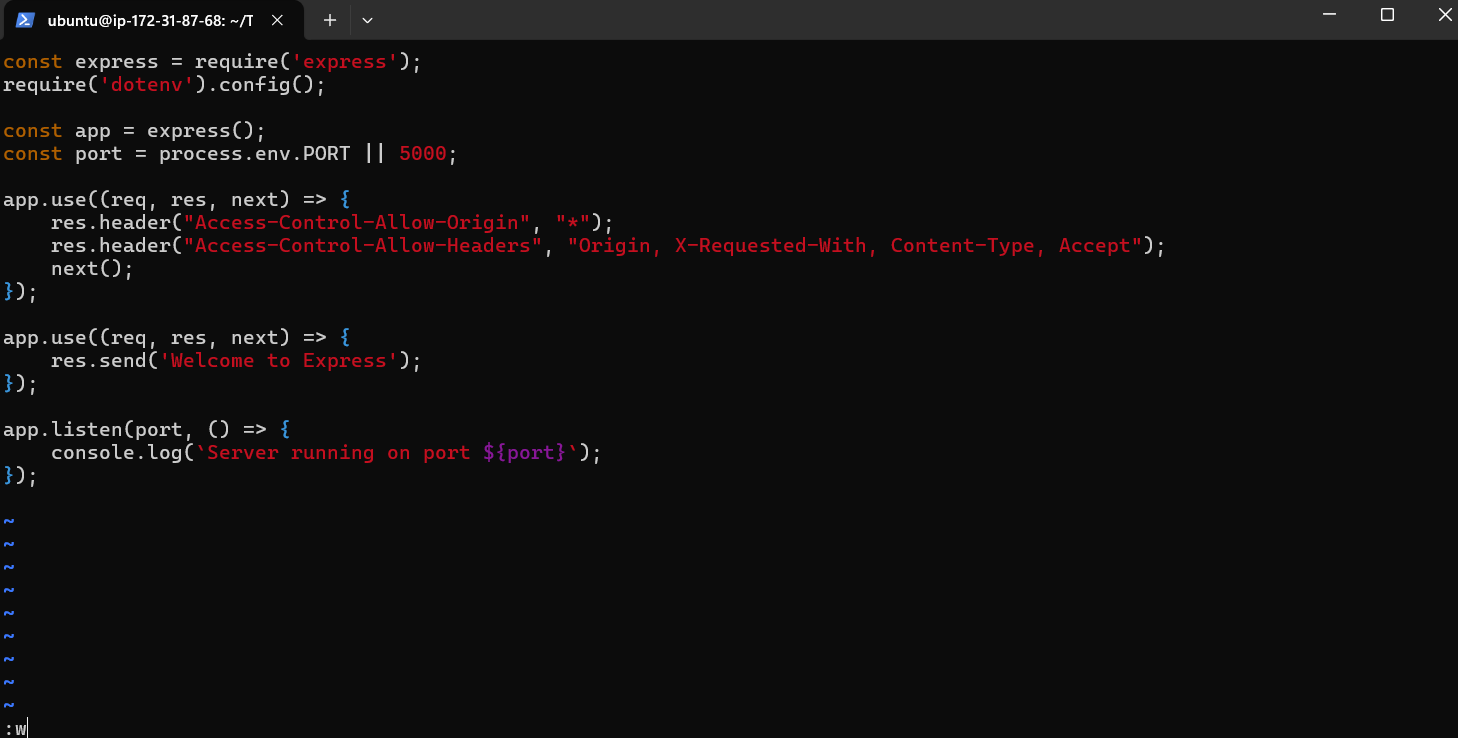 ubuntu@ip-172-31-87-68: ~/T
const express = require('express');
require('dotenv').config();
const app = express();
const port = process.env.PORT || 5000;
app.use((req, res, next) => {
    res.header("Access-Control-Allow-Origin", "*");
    res.header("Access-Control-Allow-Headers", "Origin, X-Requested-With, Content-Type, Accept");
    next();
});
app.use((req, res, next) => {
    res.send('Welcome to Express');
});
app.listen(port, () => {
    console.log(`Server running on port ${port}`);
});
~
~
~
~
~
~
~
~
~
:w